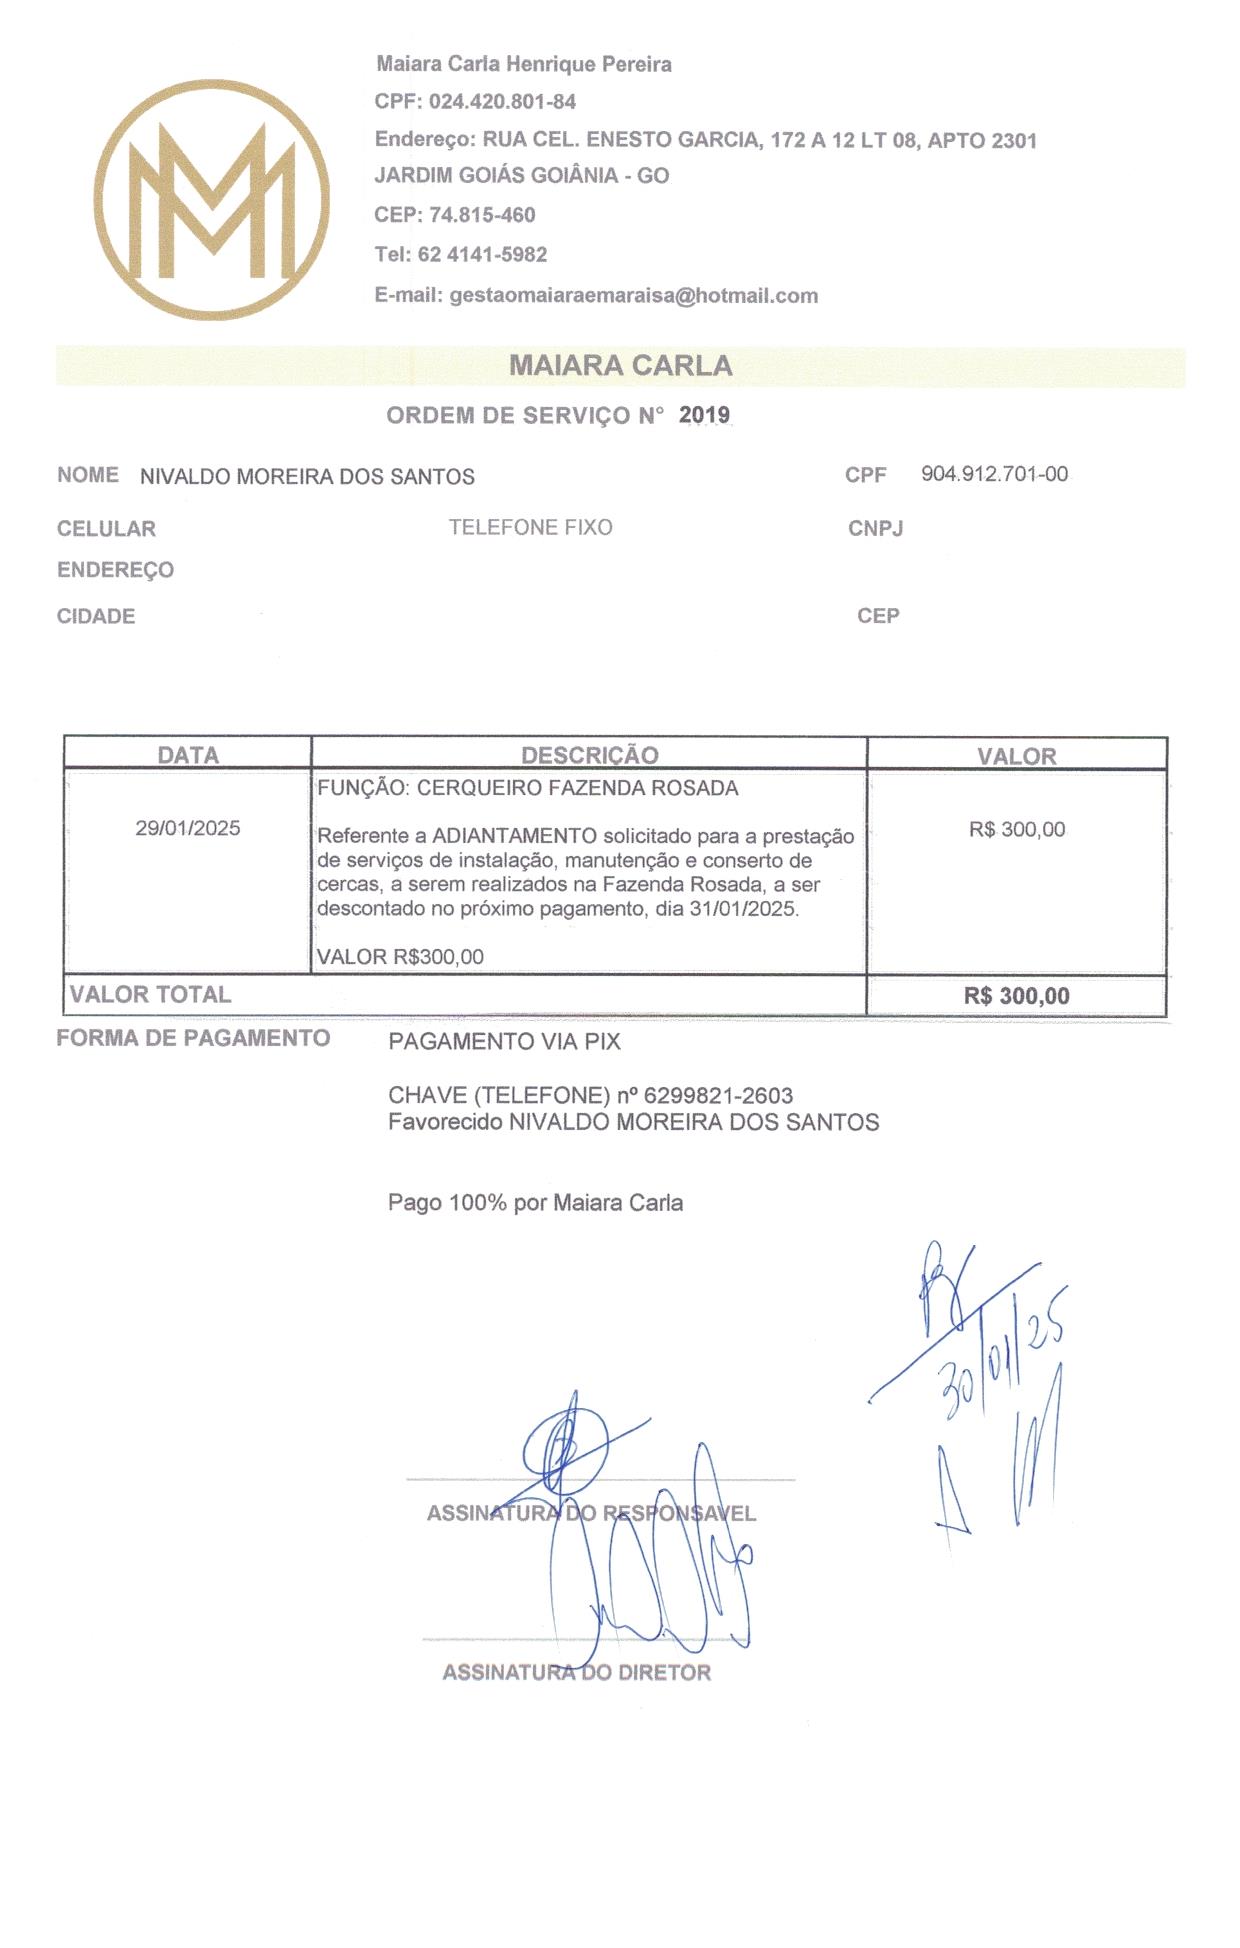 Maiara Carla Henrique Pereira
CPF: 024.420.801-84
Endereço: RUA CEL. ENESTO GARCIA, 172 A 12 LT 08, APTO 2301
JARDIM GOIÁS GOIÂNIA - GO
CEP: 74.815-460
Tel: 62 4141-5982
E-mail: gestaomaiaraemaraisa@hotmail.com
MAIARA CARLA
ORDEM DE SERVIÇO N° 2019
NOME NIVALDO MOREIRA DOS SANTOS CPF 904.912.701-00
CELULAR TELEFONE FIXO CNPJ
ENDEREÇO
CIDADE CEP
DATA DESCRIÇÃO VALOR
FUNÇÃO: CERQUEIRO FAZENDA ROSADA
29/01/2025 Referente a ADIANTAMENTO solicitado para a prestação R$ 300,00
de serviços de instalação, manutenção e conserto de
cercas, a serem realizados na Fazenda Rosada, a ser
descontado no próximo pagamento, dia 31/01/2025.
VALOR R$300,00
VALOR TOTAL R$ 300,00
FORMA DE PAGAMENTO PAGAMENTO VIA PIX
CHAVE (TELEFONE) nº 6299821-2603
Favorecido NIVALDO MOREIRA DOS SANTOS
Pago 100% por Maiara Carla
30/01/25
ASSINATURA DO RESPONSAVEL
ASSINATURA DO DIRETOR